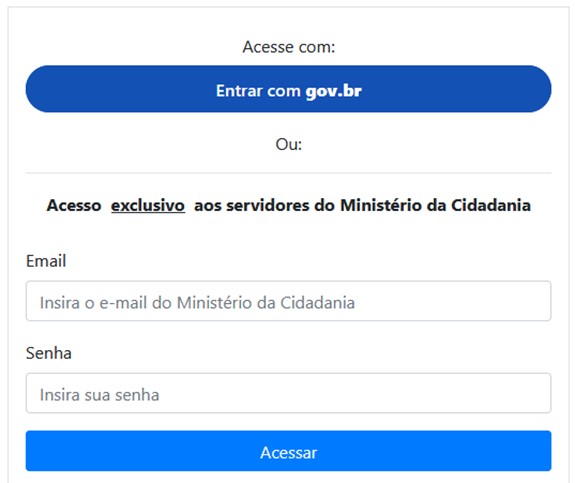 Acesse com:
Entrar com gov.br
Ou:
Acesso exclusivo aos servidores do Ministério da Cidadania
Email
Insira o e-mail do Ministério da Cidadania
Senha
Insira sua senha
Acessar